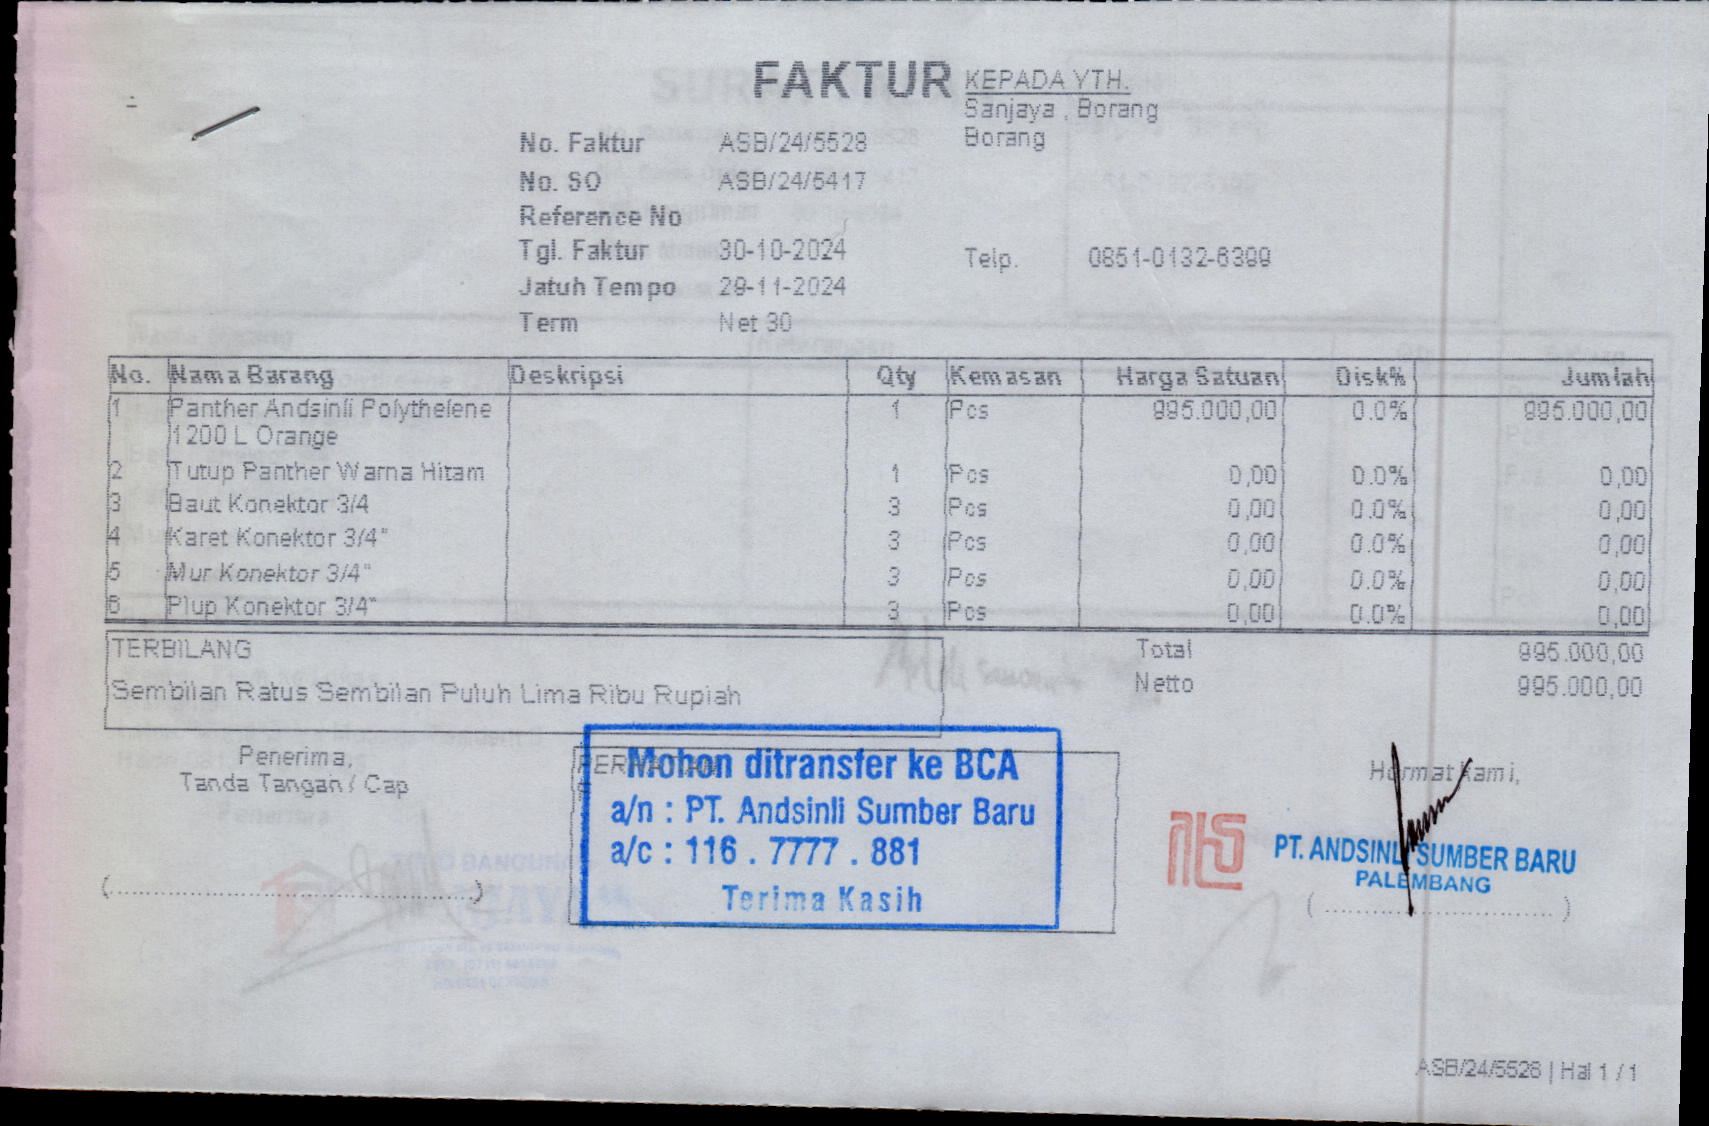 FAKTUR
KEPADA YTH.
Sanjaya , Borang
Borang
No. Faktur ASB/24/5528
No. SO ASB/24/5417
Reference No
Tgl. Faktur 30-10-2024
Telp. 0851-0132-6399
Jatuh Tempo 29-11-2024
Term Net 30
No. Nama Barang Deskripsi Qty Kemasan Harga Satuan Disk% Jumlah
1 Panther Andsinli Polythelene 1 Pcs 995.000,00 0.0% 995.000,00
1200 L Orange
2 Tutup Panther Warna Hitam 1 Pcs 0,00 0.0% 0,00
3 Baut Konektor 3/4 3 Pcs 0,00 0.0% 0,00
4 Karet Konektor 3/4" 3 Pcs 0,00 0.0% 0,00
5 Mur Konektor 3/4" 3 Pcs 0,00 0.0% 0,00
6 Plup Konektor 3/4" 3 Pcs 0,00 0.0% 0,00
TERBILANG
Sembilan Ratus Sembilan Puluh Lima Ribu Rupiah
Total 995.000,00
Netto 995.000,00
Penerima,
Tanda Tangan / Cap
(.......................................)
Mohon ditransfer ke BCA
a/n : PT. Andsinli Sumber Baru
a/c : 116 . 7777 . 881
Terima Kasih
Hormat Kami,
PT. ANDSINLI SUMBER BARU
PALEMBANG
( ............................. )
ASB/24/5528 | Hal 1 / 1